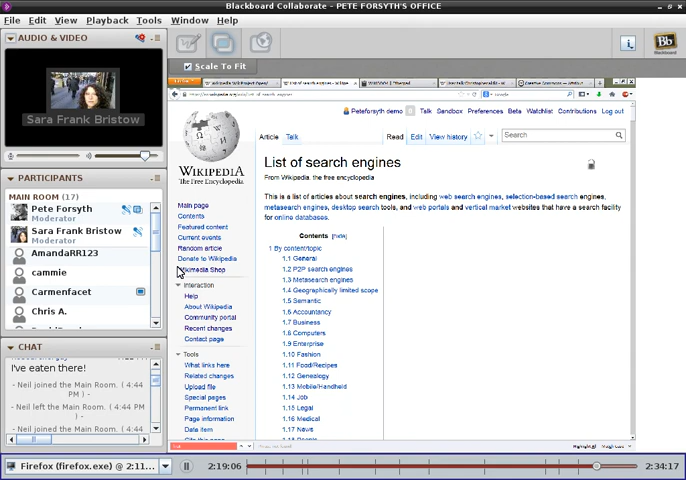 Blackboard Collaborate - PETE FORSYTH'S OFFICE
File Edit View Playback Tools Window Help
AUDIO & VIDEO
Sara Frank Bristow
PARTICIPANTS
MAIN ROOM (17)
Pete Forsyth
Moderator
Sara Frank Bristow
Moderator
AmandaRR123
cammie
Carmenfacet
Chris A.
CHAT
I've eaten there!
- Neil joined the Main Room. ( 4:44
PM ) -
- Neil left the Main Room. ( 4:44
PM ) -
- Neil joined the Main Room. ( 4:44
Scale To Fit
Bb
Peteforsyth demo 0 Talk Sandbox Preferences Beta Watchlist Contributions Log out
Article Talk Read Edit View history Search
WIKIPEDIA
The Free Encyclopedia
Main page
Contents
Featured content
Current events
Random article
Donate to Wikipedia
Wikimedia Shop
Interaction
Help
About Wikipedia
Community portal
Recent changes
Contact page
Tools
What links here
Related changes
Upload file
Special pages
Permanent link
Page information
Data item
Cite this page
List of search engines
From Wikipedia, the free encyclopedia
This is a list of articles about search engines, including web search engines, selection-based search engines,
metasearch engines, desktop search tools, and web portals and vertical market websites that have a search facility
for online databases.
Contents [hide]
1 By content/topic
1.1 General
1.2 P2P search engines
1.3 Metasearch engines
1.4 Geographically limited scope
1.5 Semantic
1.6 Accountancy
1.7 Business
1.8 Computers
1.9 Enterprise
1.10 Fashion
1.11 Food/Recipes
1.12 Genealogy
1.13 Mobile/Handheld
1.14 Job
1.15 Legal
1.16 Medical
1.17 News
1.18 People
Firefox (firefox.exe) @ 2:11...
2:19:06
2:34:17